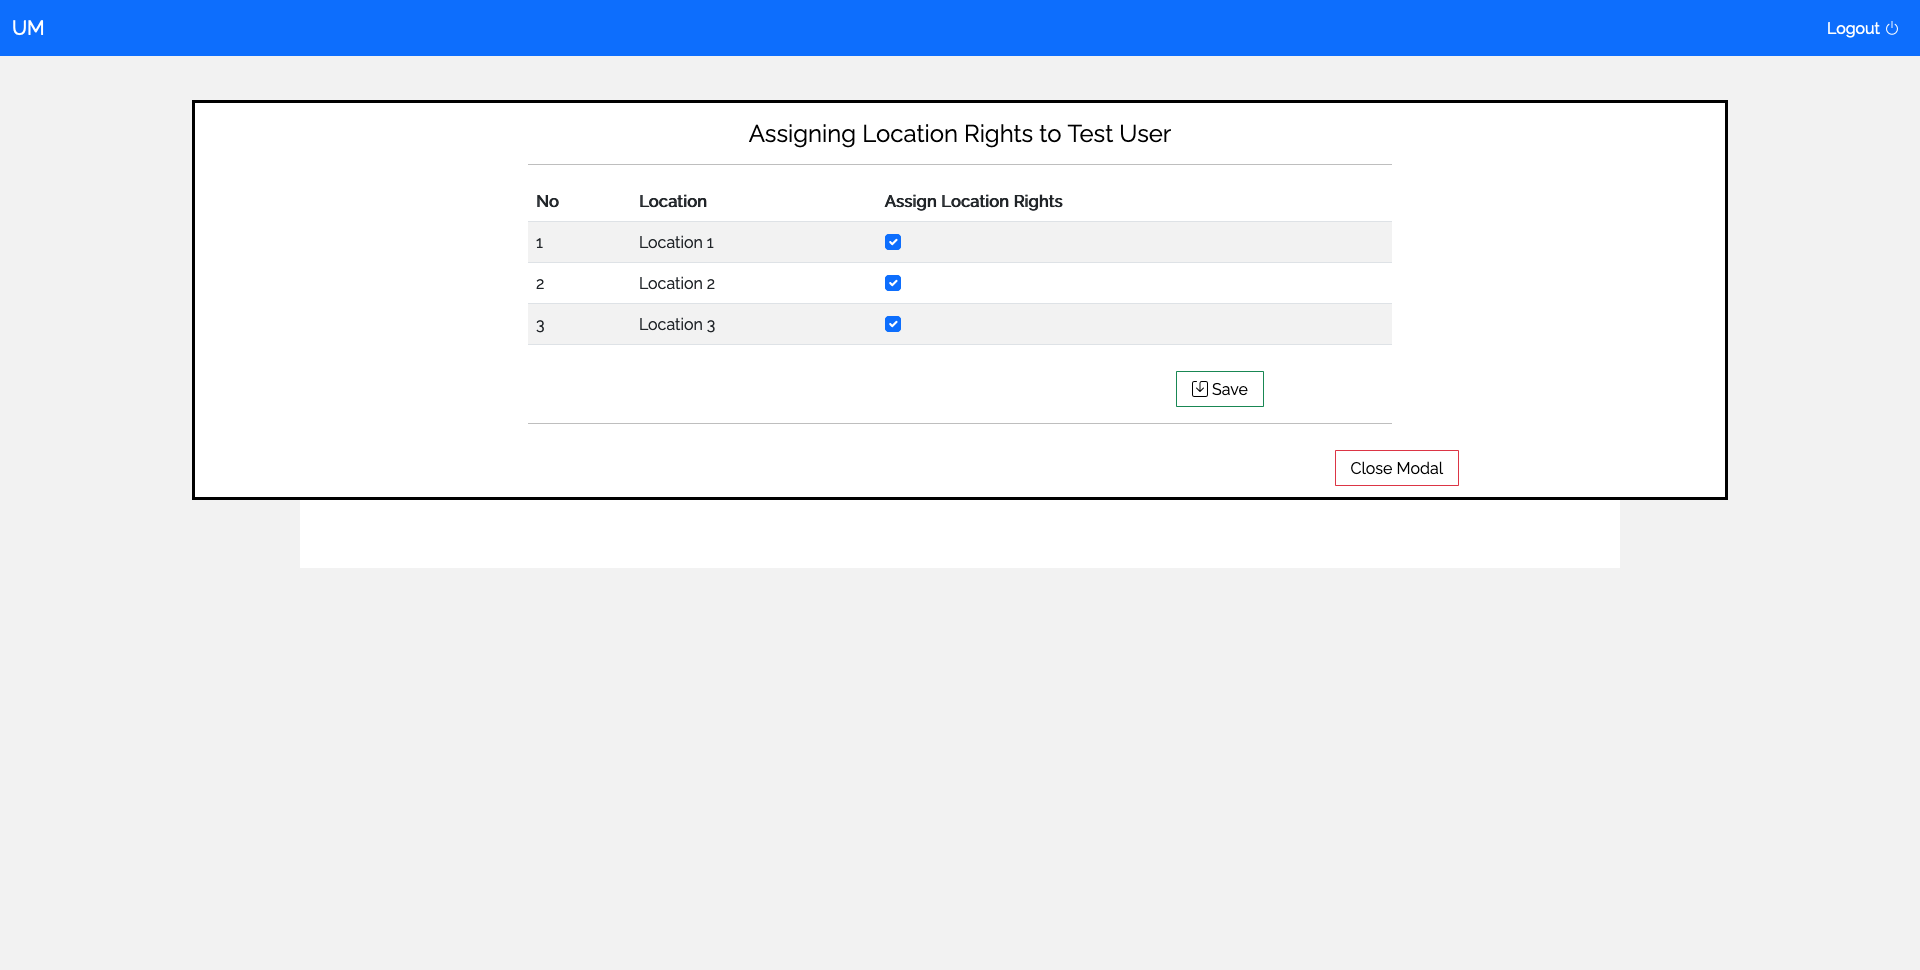 UM
Logout
Assigning Location Rights to Test User
No Location Assign Location Rights
1 Location 1
2 Location 2
3 Location 3
Save
Close Modal